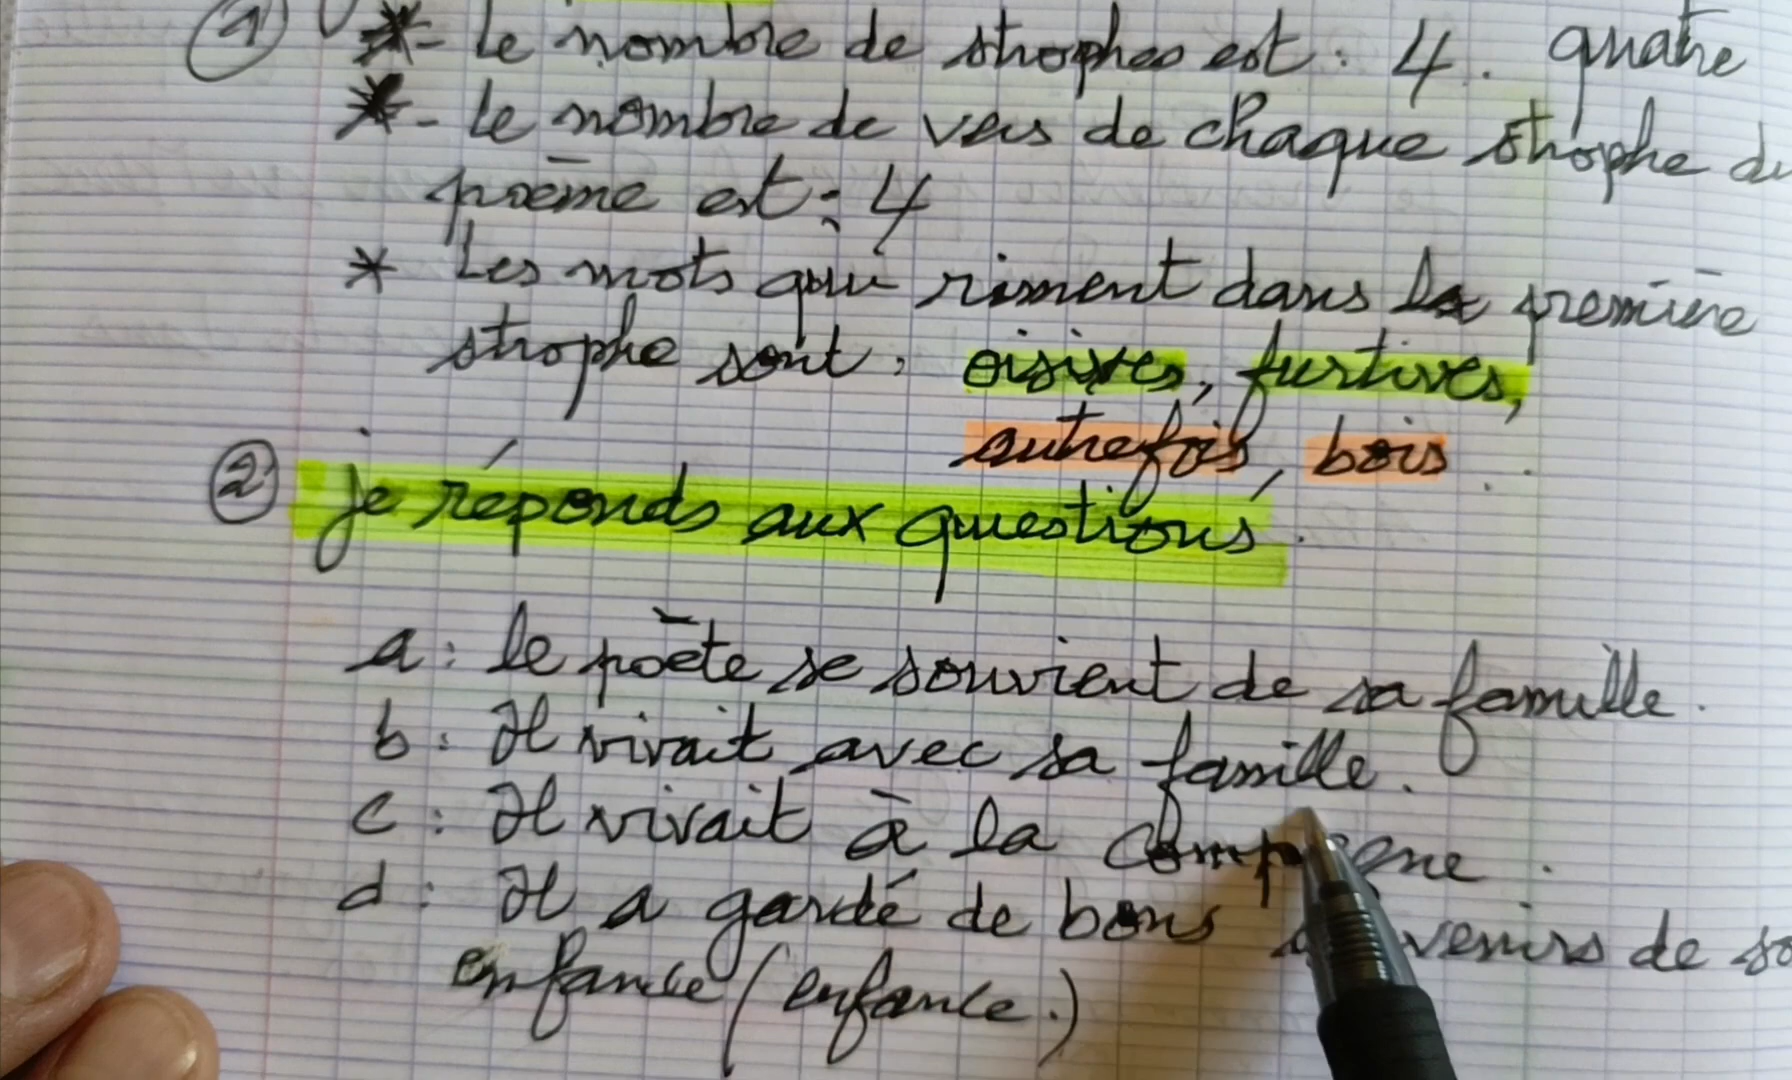 1 *- Le nombre de strophes est : 4. quatre
*- Le nombre de vers de chaque strophe du
poème est : 4
* Les mots qui riment dans la première
strophe sont : oisives, furtives,
autrefois, bois.
2 je réponds aux questions.
a : le poète se souvient de sa famille.
b : Il vivait avec sa famille.
c : Il vivait à la
d : Il a gardé de bons de
enfance (enfance.)